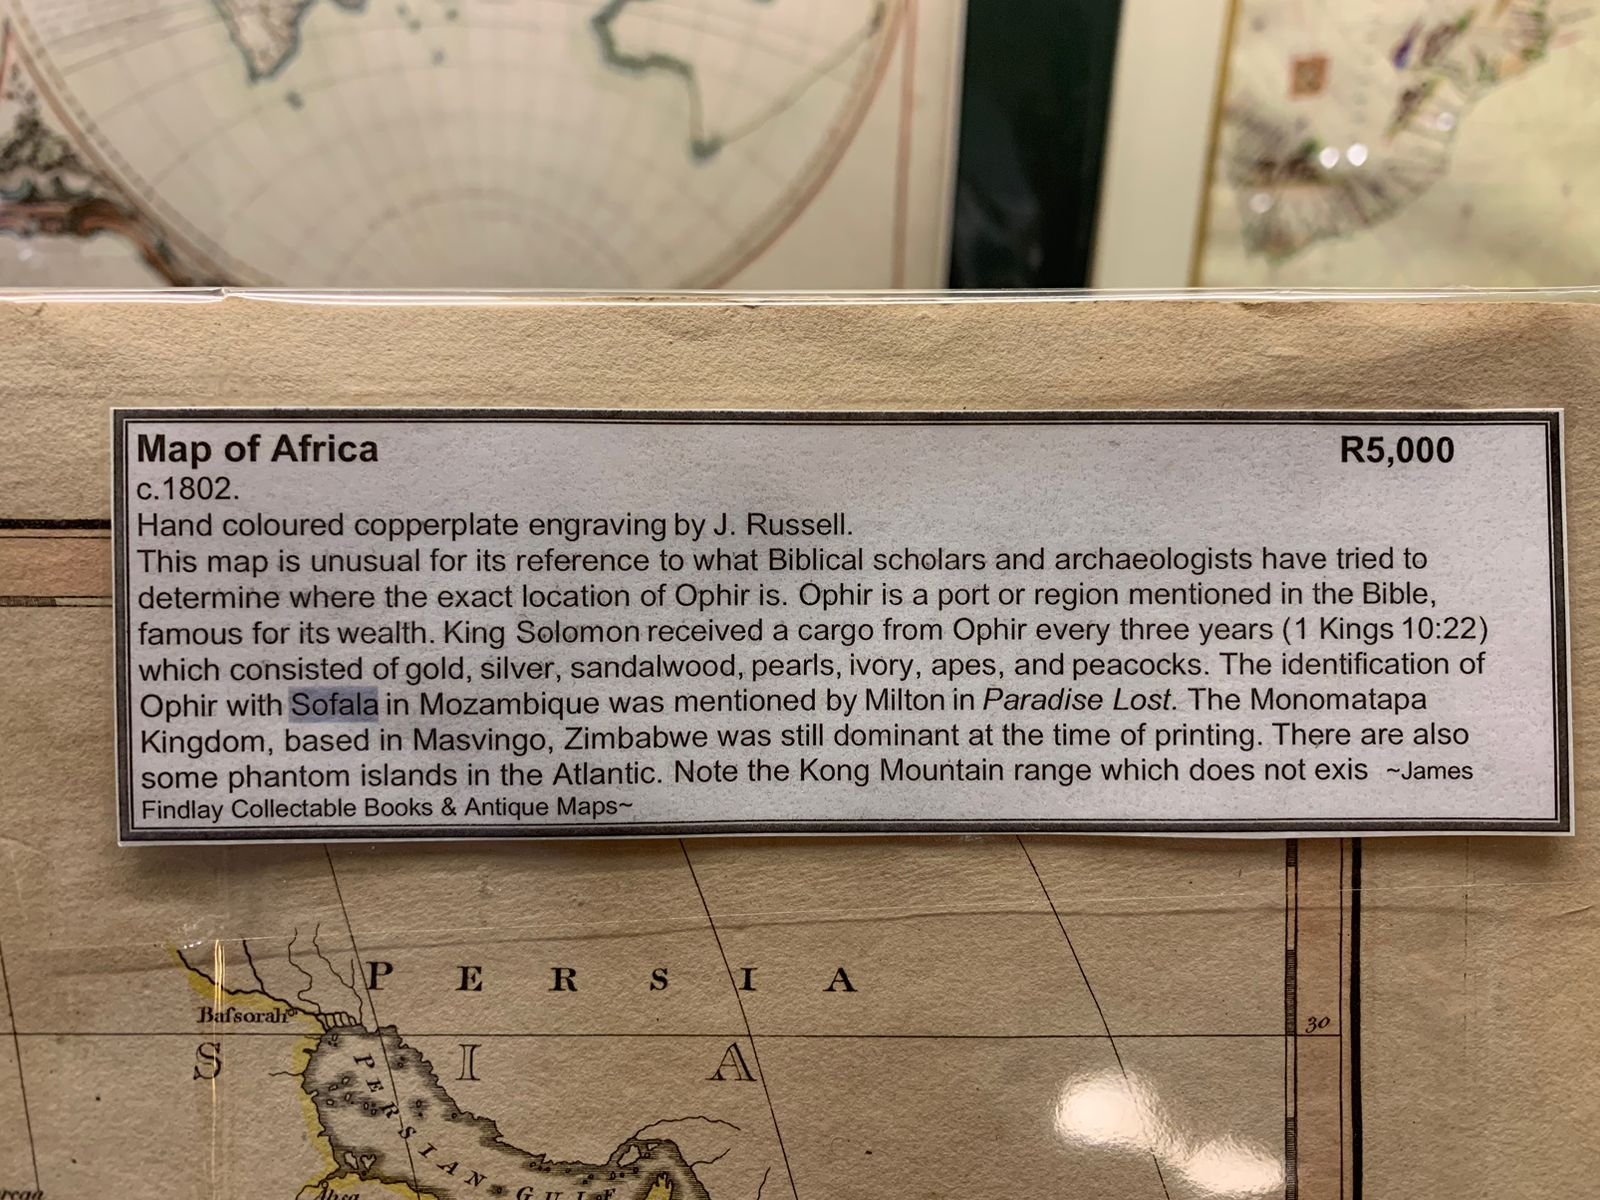 Map of Africa R5,000
c.1802.
Hand coloured copperplate engraving by J. Russell.
This map is unusual for its reference to what Biblical scholars and archaeologists have tried to
determine where the exact location of Ophir is. Ophir is a port or region mentioned in the Bible,
famous for its wealth. King Solomon received a cargo from Ophir every three years (1 Kings 10:22)
which consisted of gold, silver, sandalwood, pearls, ivory, apes, and peacocks. The identification of
Ophir with Sofala in Mozambique was mentioned by Milton in Paradise Lost. The Monomatapa
Kingdom, based in Masvingo, Zimbabwe was still dominant at the time of printing. There are also
some phantom islands in the Atlantic. Note the Kong Mountain range which does not exis ~James
Findlay Collectable Books & Antique Maps~
PERSIA
Baſsorah
30
S I A
PERSIAN GULF